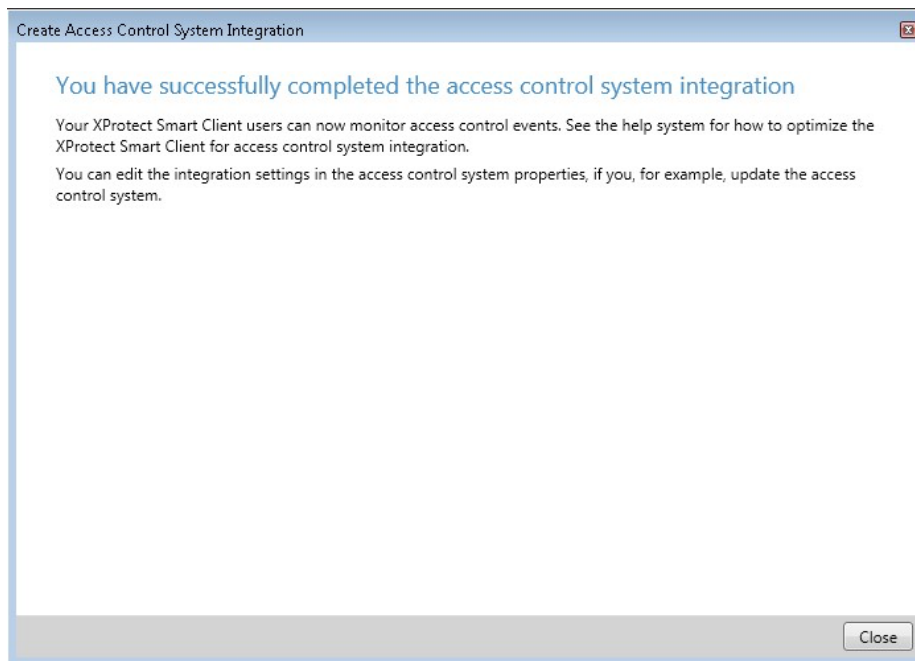 Create Access Control System Integration
You have successfully completed the access control system integration
Your XProtect Smart Client users can now monitor access control events. See the help system for how to optimize the
XProtect Smart Client for access control system integration.
You can edit the integration settings in the access control system properties, if you, for example, update the access
control system.
Close